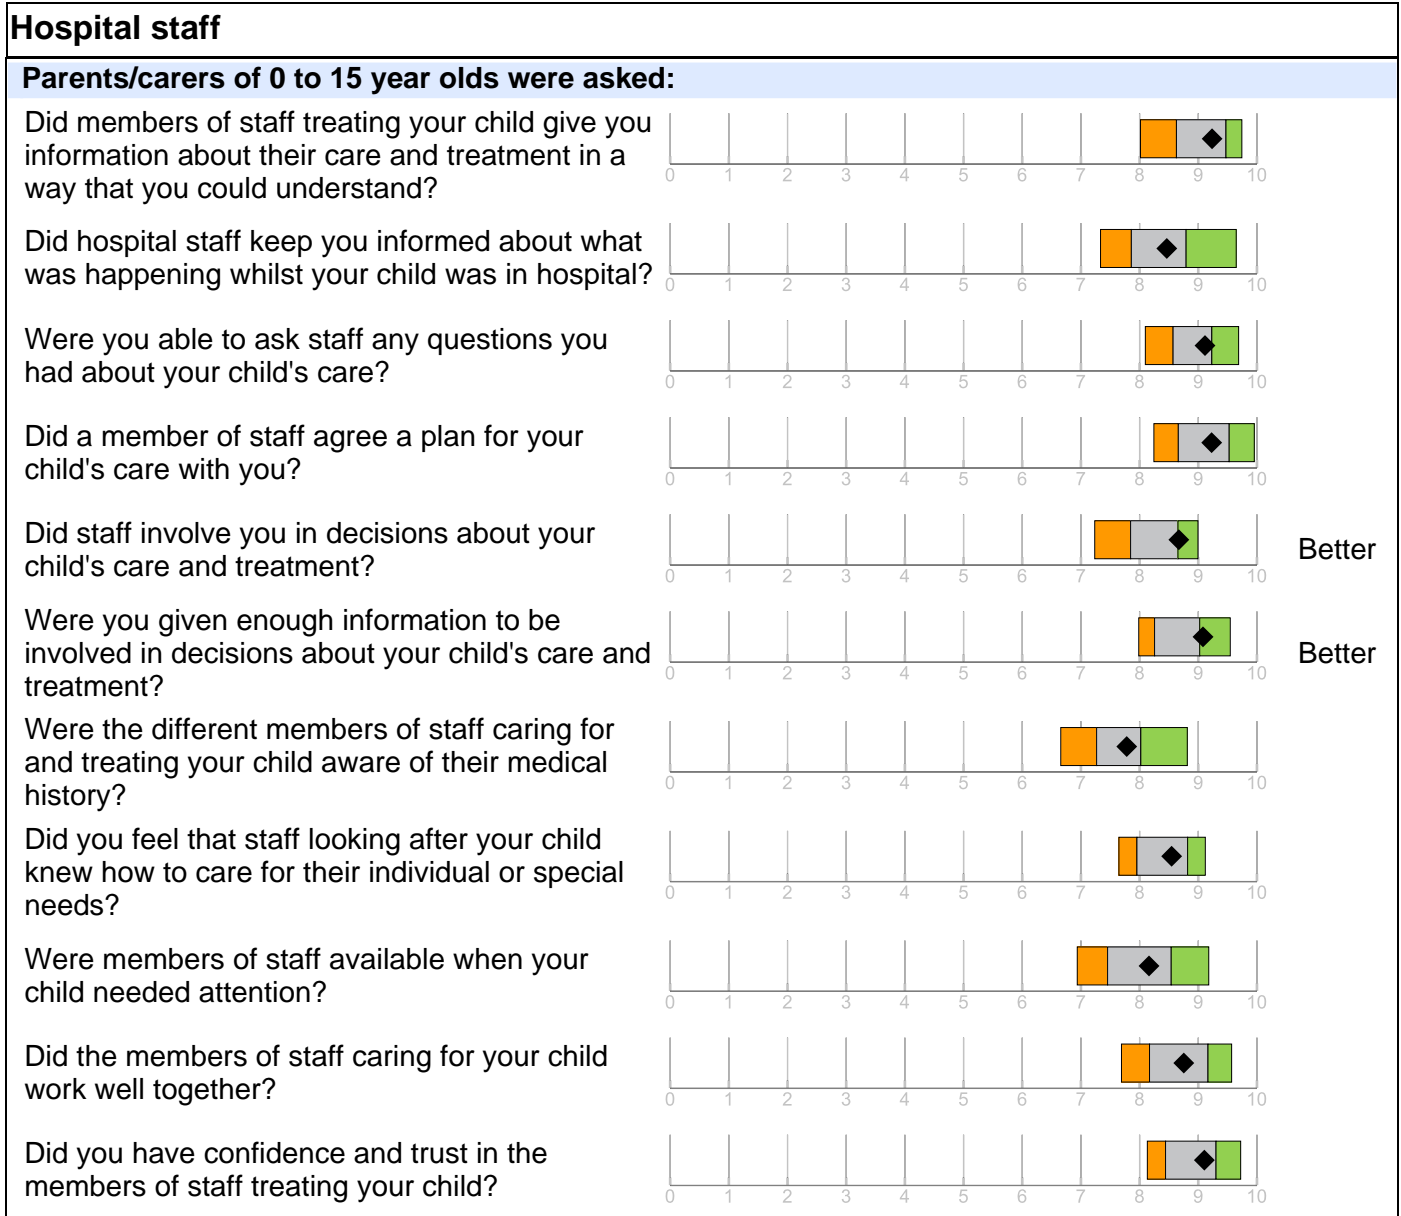 Hospital staff
Parents/carers of 0 to 15 year olds were asked:
Did members of staff treating your child give you
information about their care and treatment in a
way that you could understand?
0 1 2 3 4 5 6 7 8 9 10
Did hospital staff keep you informed about what
was happening whilst your child was in hospital?
0 1 2 3 4 5 6 7 8 9 10
Were you able to ask staff any questions you
had about your child's care?
0 1 2 3 4 5 6 7 8 9 10
Did a member of staff agree a plan for your
child's care with you?
0 1 2 3 4 5 6 7 8 9 10
Did staff involve you in decisions about your
child's care and treatment?
0 1 2 3 4 5 6 7 8 9 10
Better
Were you given enough information to be
involved in decisions about your child's care and
treatment?
0 1 2 3 4 5 6 7 8 9 10
Better
Were the different members of staff caring for
and treating your child aware of their medical
history?
0 1 2 3 4 5 6 7 8 9 10
Did you feel that staff looking after your child
knew how to care for their individual or special
needs?
0 1 2 3 4 5 6 7 8 9 10
Were members of staff available when your
child needed attention?
0 1 2 3 4 5 6 7 8 9 10
Did the members of staff caring for your child
work well together?
0 1 2 3 4 5 6 7 8 9 10
Did you have confidence and trust in the
members of staff treating your child?
0 1 2 3 4 5 6 7 8 9 10